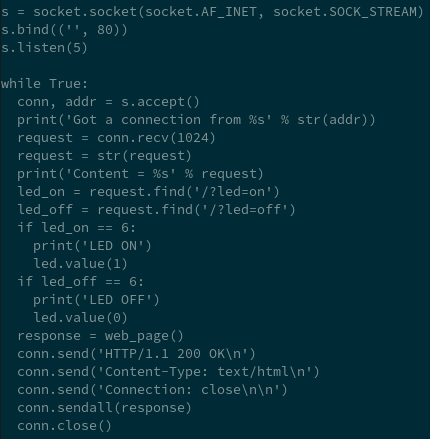 s = socket.socket(socket.AF_INET, socket.SOCK_STREAM)
s.bind(('', 80))
s.listen(5)

while True:
  conn, addr = s.accept()
  print('Got a connection from %s' % str(addr))
  request = conn.recv(1024)
  request = str(request)
  print('Content = %s' % request)
  led_on = request.find('/?led=on')
  led_off = request.find('/?led=off')
  if led_on == 6:
    print('LED ON')
    led.value(1)
  if led_off == 6:
    print('LED OFF')
    led.value(0)
  response = web_page()
  conn.send('HTTP/1.1 200 OK\n')
  conn.send('Content-Type: text/html\n')
  conn.send('Connection: close\n\n')
  conn.sendall(response)
  conn.close()